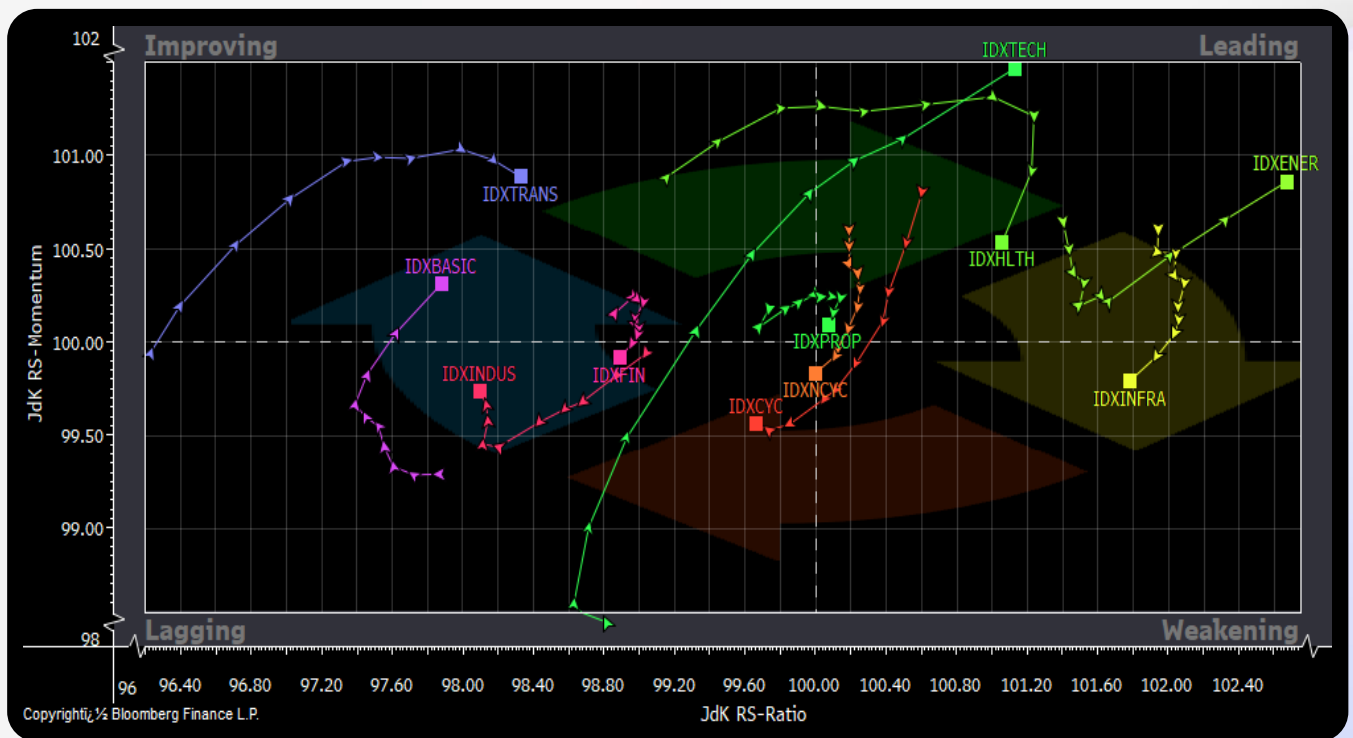 102
Improving
Leading
IDXTECH
101.00
IDXENER
IDXTRANS
100.50
IDXHLTH
IDXBASIC
JdK RS-Momentum
100.00
IDXPROP
IDXINDUS
IDXFIN
IDXNCYC
IDXINFRA
IDXCYC
99.50
99.00
98
Lagging
Weakening
96 96.40 96.80 97.20 97.60 98.00 98.40 98.80 99.20 99.60 100.00 100.40 100.80 101.20 101.60 102.00 102.40
Copyrightï¿½ Bloomberg Finance L.P.
JdK RS-Ratio